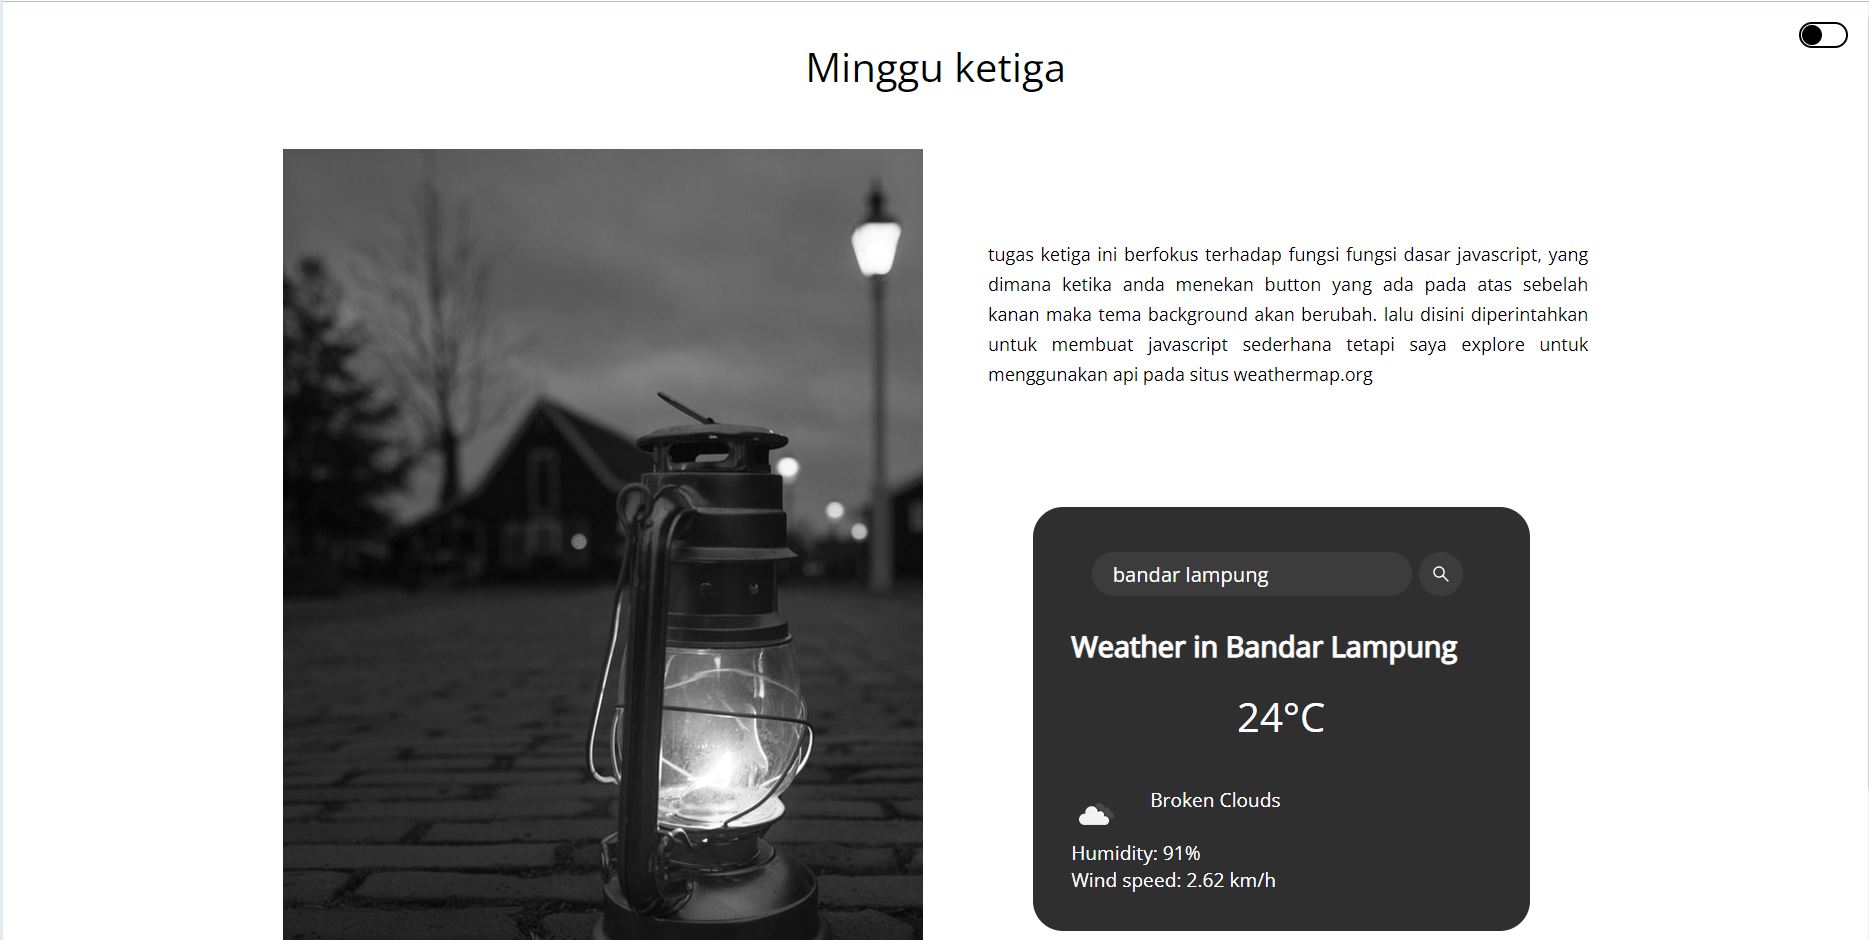 Minggu ketiga
tugas ketiga ini berfokus terhadap fungsi fungsi dasar javascript, yang
dimana ketika anda menekan button yang ada pada atas sebelah
kanan maka tema background akan berubah. lalu disini diperintahkan
untuk membuat javascript sederhana tetapi saya explore untuk
menggunakan api pada situs weathermap.org
bandar lampung
Weather in Bandar Lampung
24°C
Broken Clouds
Humidity: 91%
Wind speed: 2.62 km/h